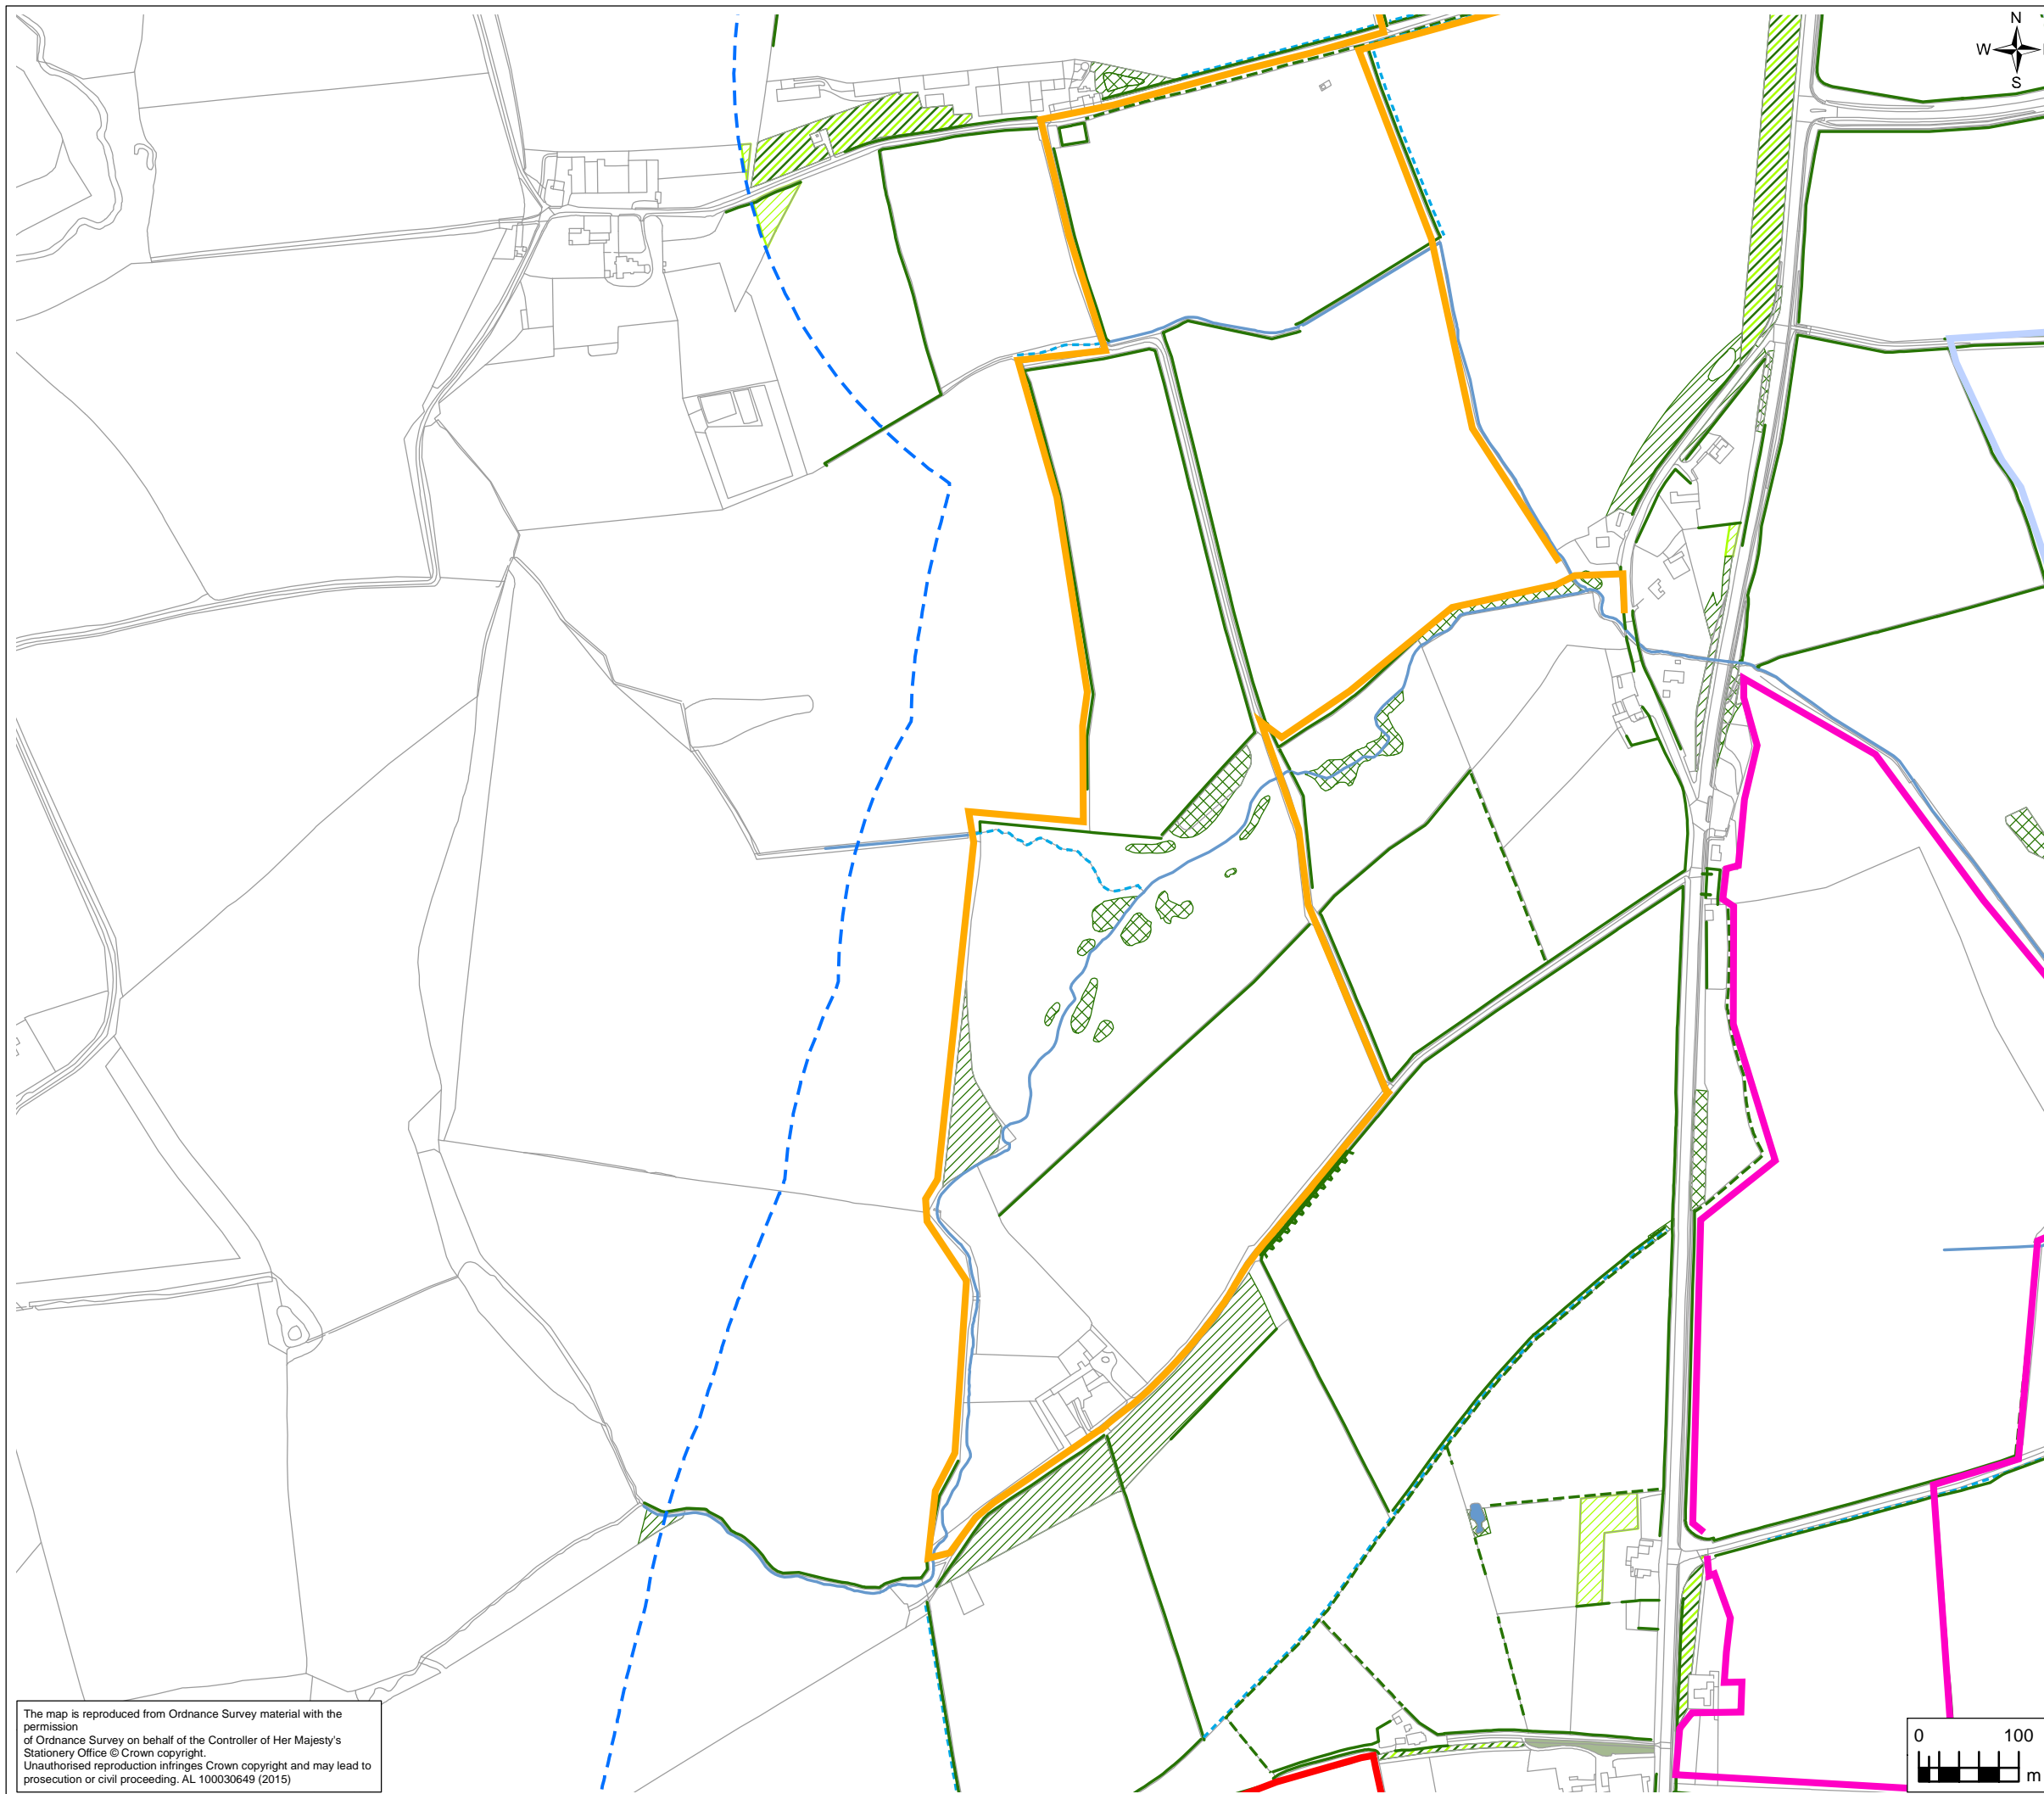 N
W
S
The map is reproduced from Ordnance Survey material with the
permission
of Ordnance Survey on behalf of the Controller of Her Majesty's
Stationery Office © Crown copyright.
Unauthorised reproduction infringes Crown copyright and may lead to
prosecution or civil proceeding. AL 100030649 (2015)
0 100
m